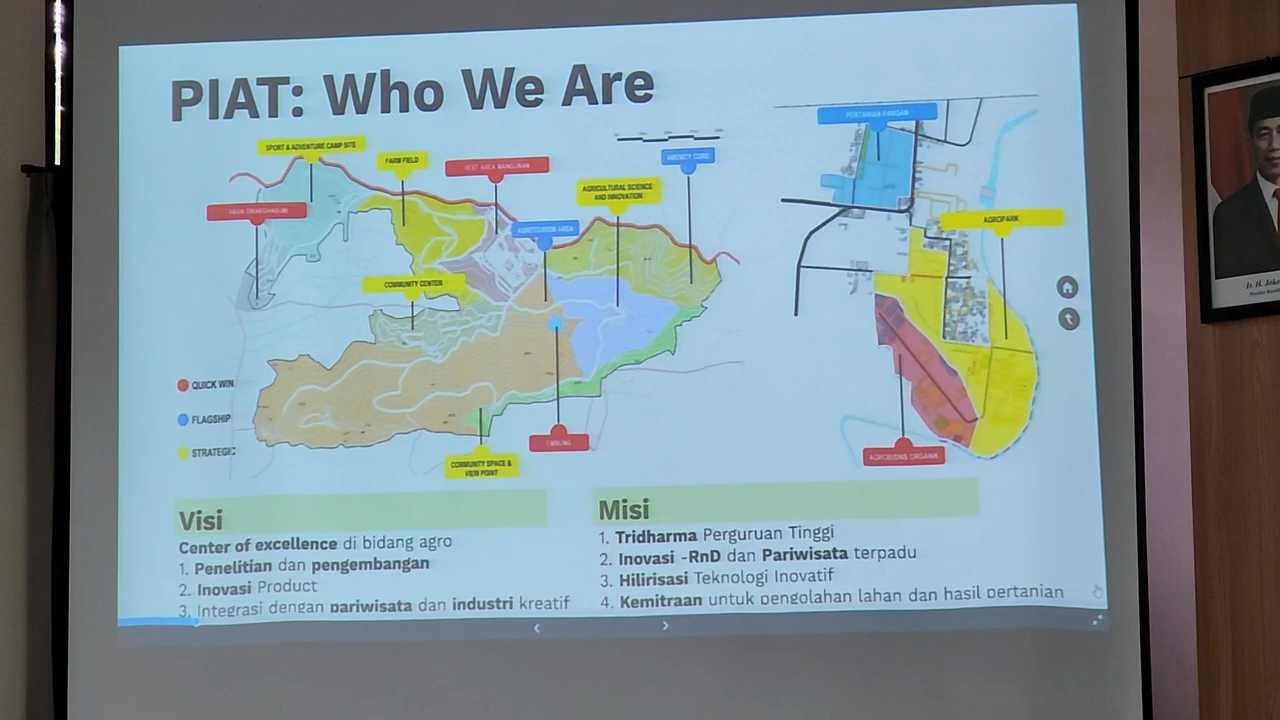 PIAT: Who We Are
SPORT & ADVENTURE CAMP SITE
FARM FIELD
REST AREA MANGUNAN
AMENITY CORE
AGRICULTURAL SCIENCE
AND INNOVATION
AGRITOURISM AREA
COMMUNITY CENTER
PERTANIAN PANGAN
AGROPARK
QUICK WIN
FLAGSHIP
STRATEGIC
COMMUNITY SPACE &
VIEW POINT
AGROBISNIS ORGANIK
Visi
Center of excellence di bidang agro
1. Penelitian dan pengembangan
2. Inovasi Product
3. Integrasi dengan pariwisata dan industri kreatif
Misi
1. Tridharma Perguruan Tinggi
2. Inovasi -RnD dan Pariwisata terpadu
3. Hilirisasi Teknologi Inovatif
4. Kemitraan untuk pengolahan lahan dan hasil pertanian
Ir. H.